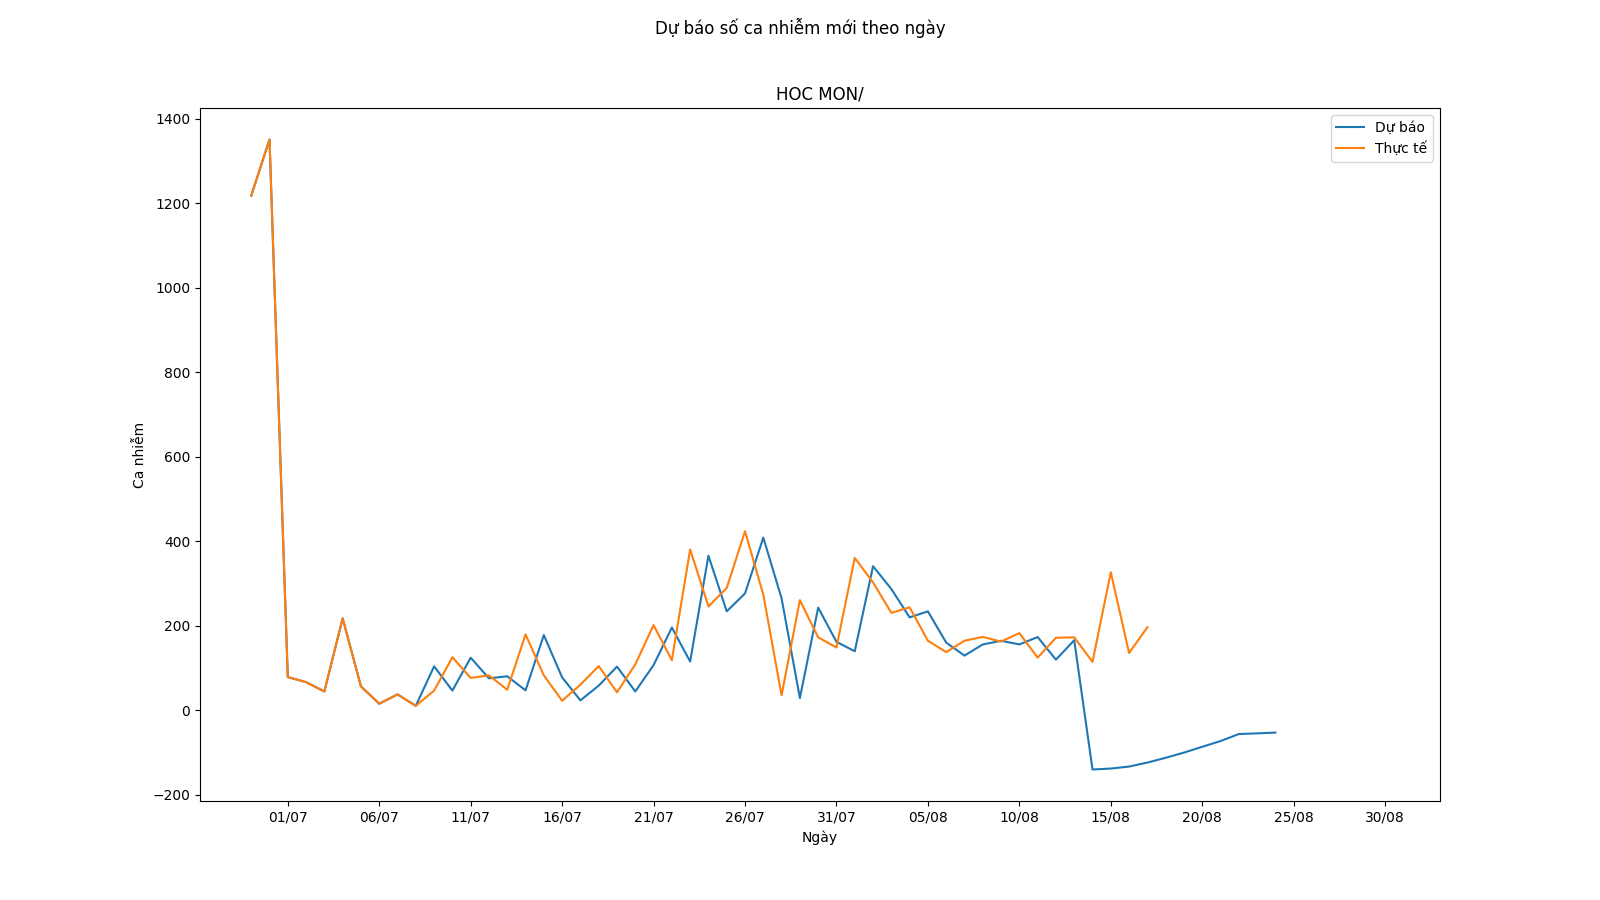 Dự báo số ca nhiễm mới theo ngày
HOC MON/
Dự báo
Thực tế
1400
1200
1000
800
600
400
200
0
−200
Ca nhiễm
01/07 06/07 11/07 16/07 21/07 26/07 31/07 05/08 10/08 15/08 20/08 25/08 30/08
Ngày